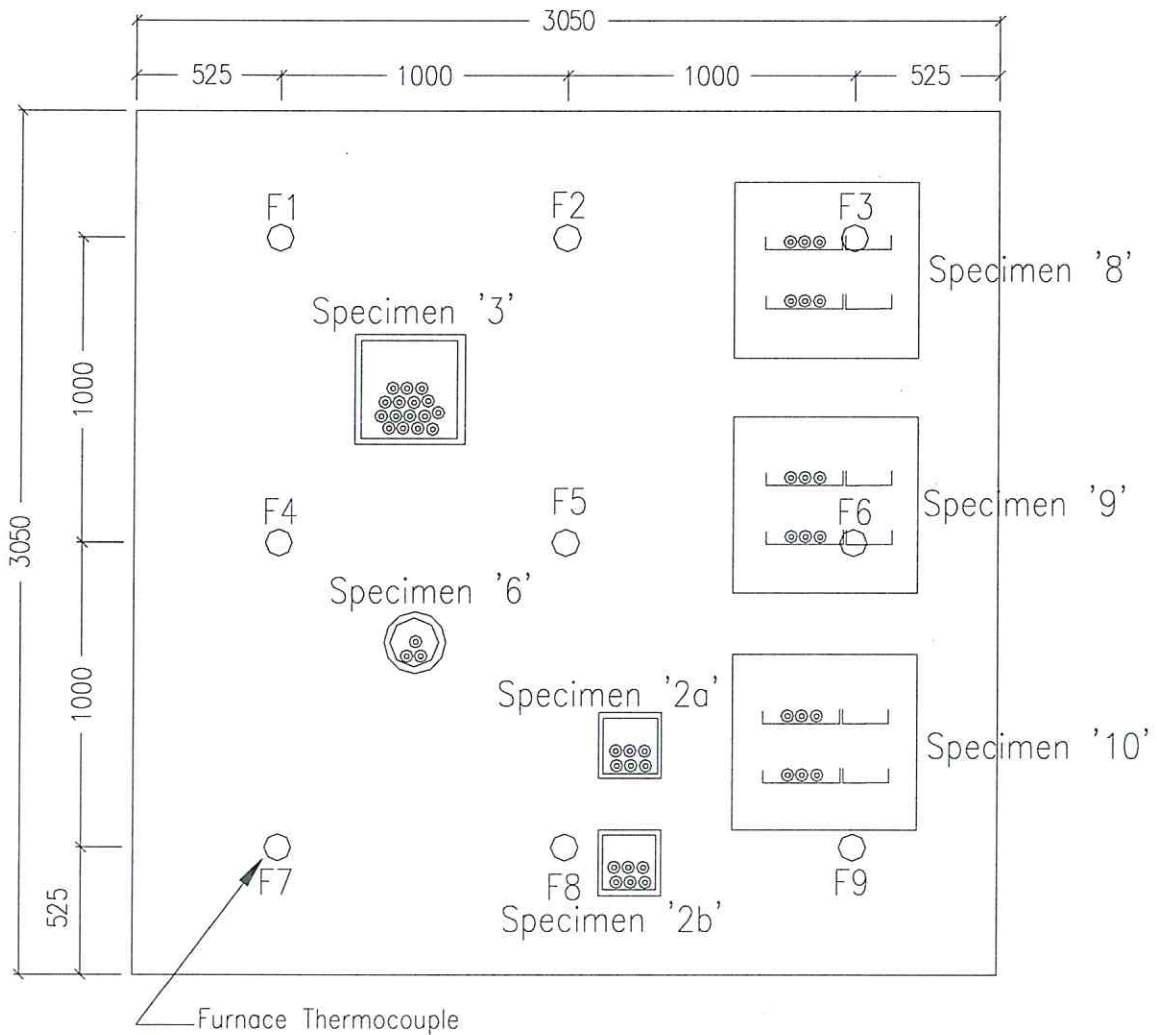 3050
525 1000 1000 525
F1 F2 F3
Specimen '8'
Specimen '3'
1000
3050
F4 F5 F6
Specimen '9'
Specimen '6'
1000
Specimen '2a'
Specimen '10'
F7 F8 F9
525
Specimen '2b'
Furnace Thermocouple